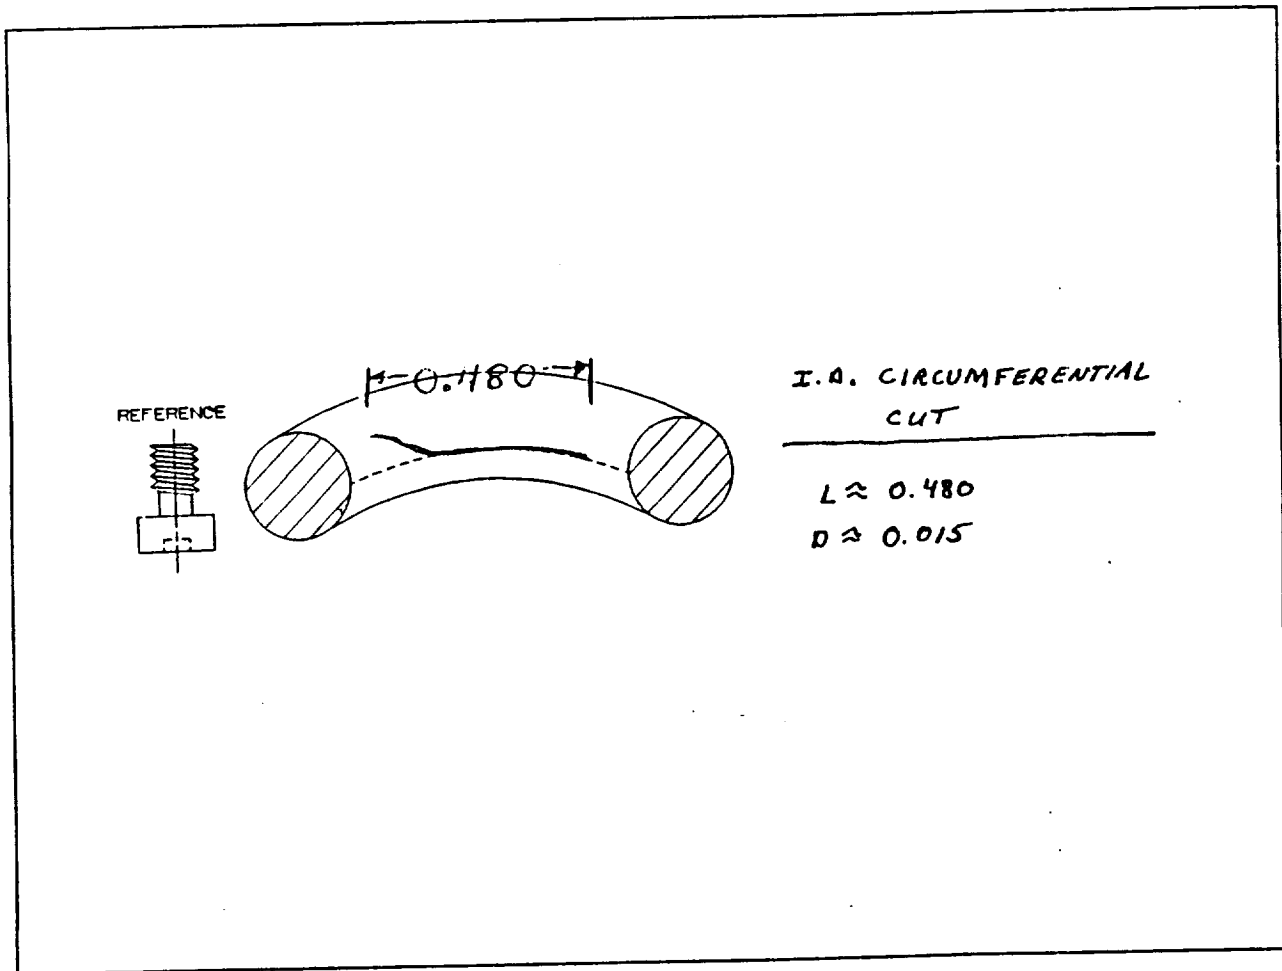 0.480
REFERENCE
I.D. CIRCUMFERENTIAL
CUT
L ≈ 0.480
D ≈ 0.015